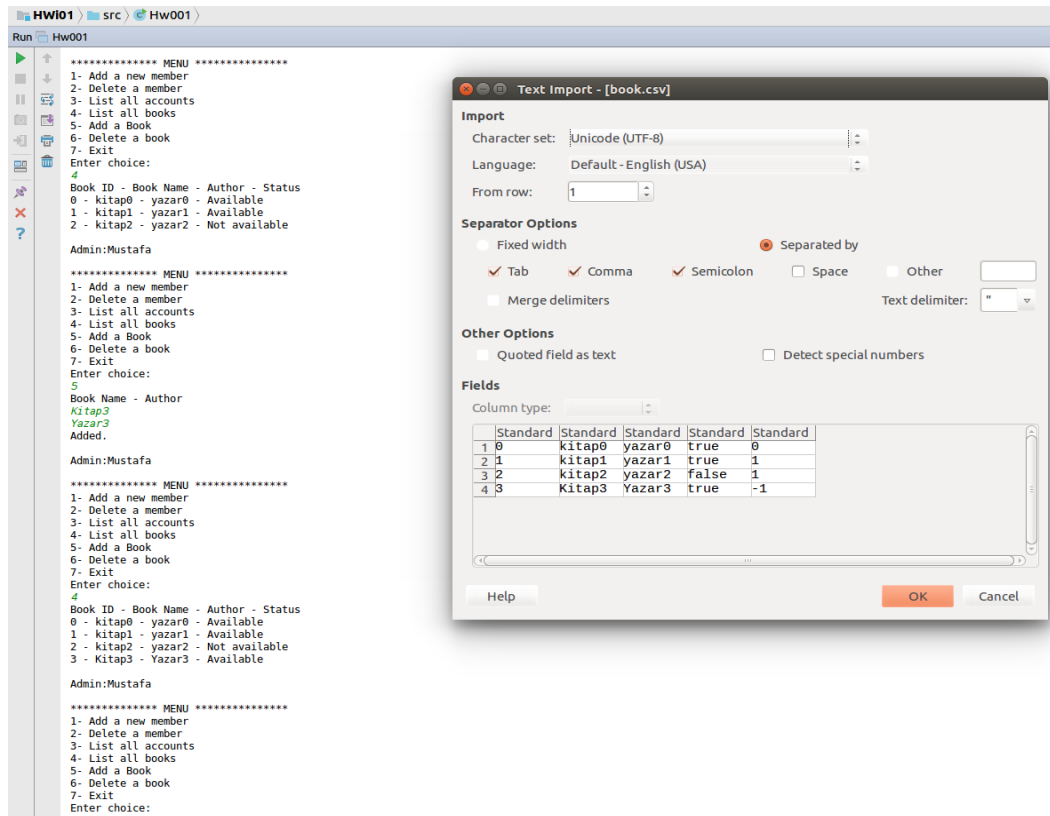 HWi01 src Hw001
Run Hw001
************** MENU ***************
1- Add a new member
2- Delete a member
3- List all accounts
4- List all books
5- Add a Book
6- Delete a book
7- Exit
Enter choice:
4
Book ID - Book Name - Author - Status
0 - kitap0 - yazar0 - Available
1 - kitap1 - yazar1 - Available
2 - kitap2 - yazar2 - Not available
Admin:Mustafa
************** MENU ***************
1- Add a new member
2- Delete a member
3- List all accounts
4- List all books
5- Add a Book
6- Delete a book
7- Exit
Enter choice:
5
Book Name - Author
Kitap3
Yazar3
Added.
Admin:Mustafa
************** MENU ***************
1- Add a new member
2- Delete a member
3- List all accounts
4- List all books
5- Add a Book
6- Delete a book
7- Exit
Enter choice:
4
Book ID - Book Name - Author - Status
0 - kitap0 - yazar0 - Available
1 - kitap1 - yazar1 - Available
2 - kitap2 - yazar2 - Not available
3 - Kitap3 - Yazar3 - Available
Admin:Mustafa
************** MENU ***************
1- Add a new member
2- Delete a member
3- List all accounts
4- List all books
5- Add a Book
6- Delete a book
7- Exit
Enter choice:
Text Import - [book.csv]
Import
Character set: Unicode (UTF-8)
Language: Default - English (USA)
From row: 1
Separator Options
Fixed width Separated by
Tab Comma Semicolon Space Other
Merge delimiters Text delimiter: "
Other Options
Quoted field as text Detect special numbers
Fields
Column type:
Standard Standard Standard Standard Standard
1 0 kitap0 yazar0 true 0
2 1 kitap1 yazar1 true 1
3 2 kitap2 yazar2 false 1
4 3 Kitap3 Yazar3 true -1
Help OK Cancel